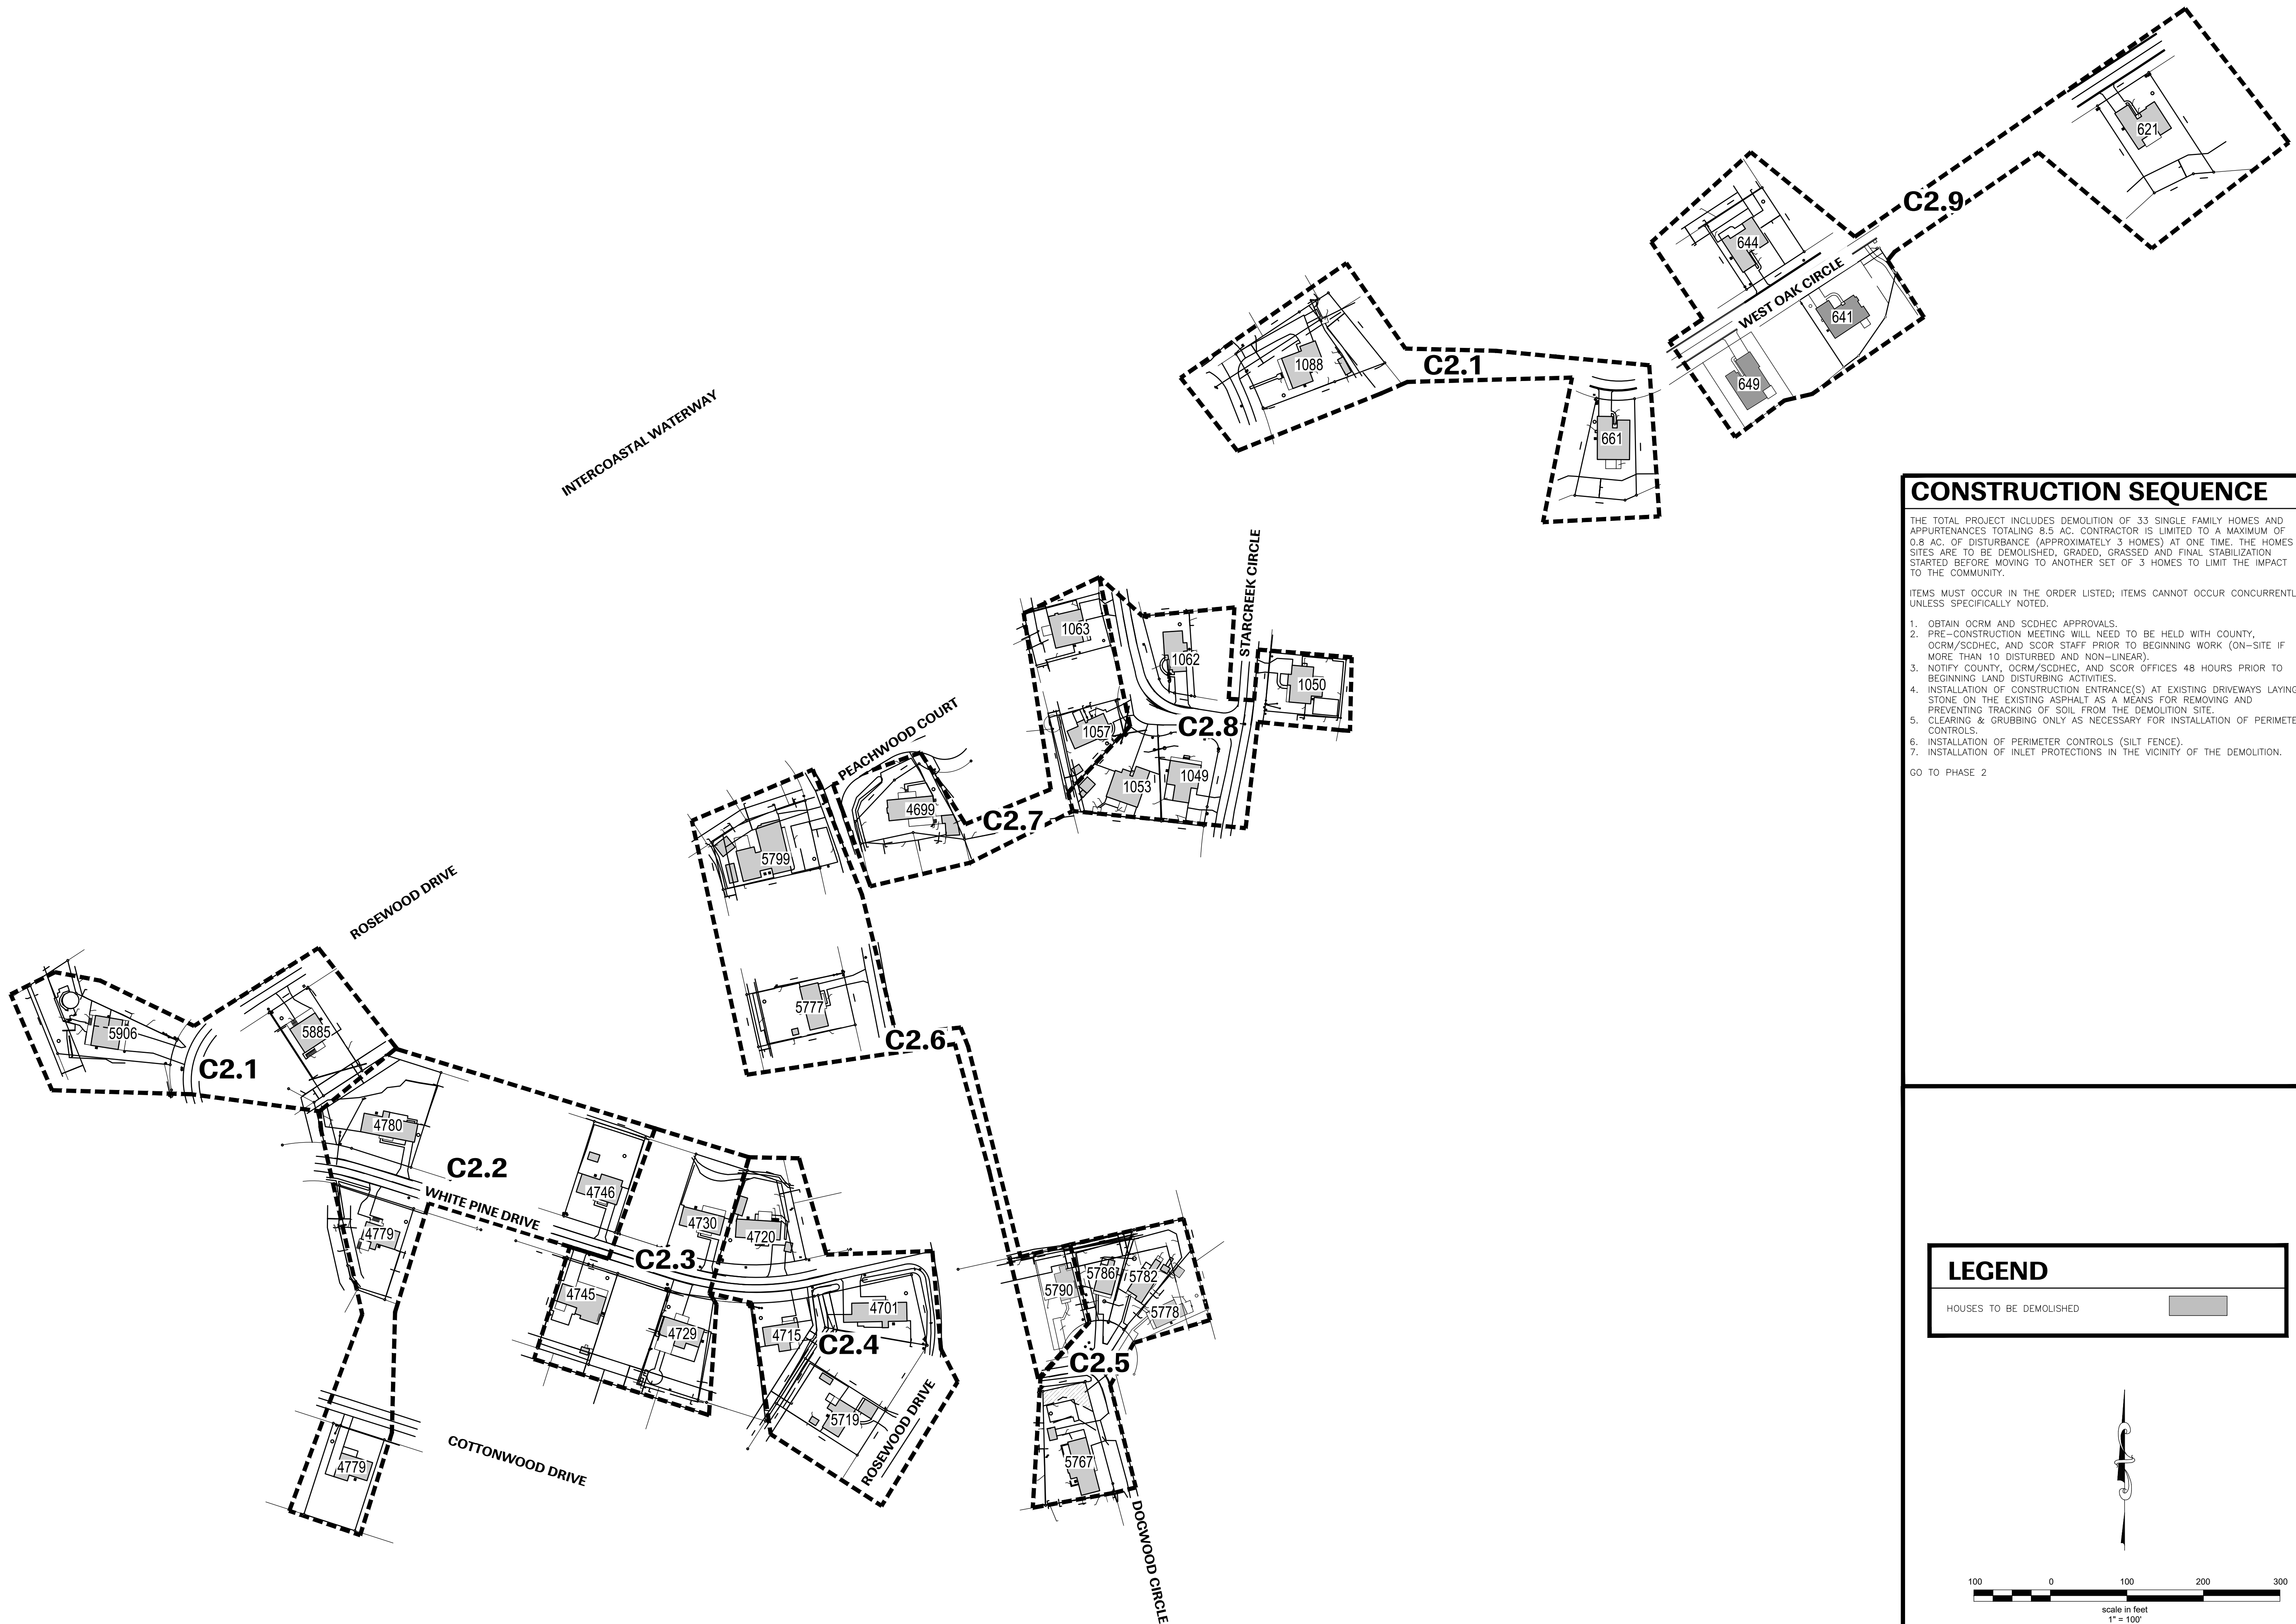 621
C2.9
644
WEST OAK CIRCLE
641
649
1088
C2.1
661
INTERCOASTAL WATERWAY
STARCREEK CIRCLE
1063
1062
1050
1057
C2.8
1053
1049
PEACHWOOD COURT
4699
C2.7
5799
5777
C2.6
ROSEWOOD DRIVE
5906
5885
C2.1
4780
C2.2
WHITE PINE DRIVE
4746
4779
4730
4720
C2.3
4745
4729
4715
4701
C2.4
5719
ROSEWOOD DRIVE
COTTONWOOD DRIVE
4779
5790
5786
5782
5778
C2.5
5767
DOGWOOD CIRCLE
CONSTRUCTION SEQUENCE
THE TOTAL PROJECT INCLUDES DEMOLITION OF 33 SINGLE FAMILY HOMES AND
APPURTENANCES TOTALING 8.5 AC. CONTRACTOR IS LIMITED TO A MAXIMUM OF
0.8 AC. OF DISTURBANCE (APPROXIMATELY 3 HOMES) AT ONE TIME. THE HOMES
SITES ARE TO BE DEMOLISHED, GRADED, GRASSED AND FINAL STABILIZATION
STARTED BEFORE MOVING TO ANOTHER SET OF 3 HOMES TO LIMIT THE IMPACT
TO THE COMMUNITY.
ITEMS MUST OCCUR IN THE ORDER LISTED; ITEMS CANNOT OCCUR CONCURRENTL
UNLESS SPECIFICALLY NOTED.
1. OBTAIN OCRM AND SCDHEC APPROVALS.
2. PRE-CONSTRUCTION MEETING WILL NEED TO BE HELD WITH COUNTY,
OCRM/SCDHEC, AND SCOR STAFF PRIOR TO BEGINNING WORK (ON-SITE IF
MORE THAN 10 DISTURBED AND NON-LINEAR).
3. NOTIFY COUNTY, OCRM/SCDHEC, AND SCOR OFFICES 48 HOURS PRIOR TO
BEGINNING LAND DISTURBING ACTIVITIES.
4. INSTALLATION OF CONSTRUCTION ENTRANCE(S) AT EXISTING DRIVEWAYS LAYING
STONE ON THE EXISTING ASPHALT AS A MEANS FOR REMOVING AND
PREVENTING TRACKING OF SOIL FROM THE DEMOLITION SITE.
5. CLEARING & GRUBBING ONLY AS NECESSARY FOR INSTALLATION OF PERIMETE
CONTROLS.
6. INSTALLATION OF PERIMETER CONTROLS (SILT FENCE).
7. INSTALLATION OF INLET PROTECTIONS IN THE VICINITY OF THE DEMOLITION.
GO TO PHASE 2
LEGEND
HOUSES TO BE DEMOLISHED
100 0 100 200 300
scale in feet
1" = 100'